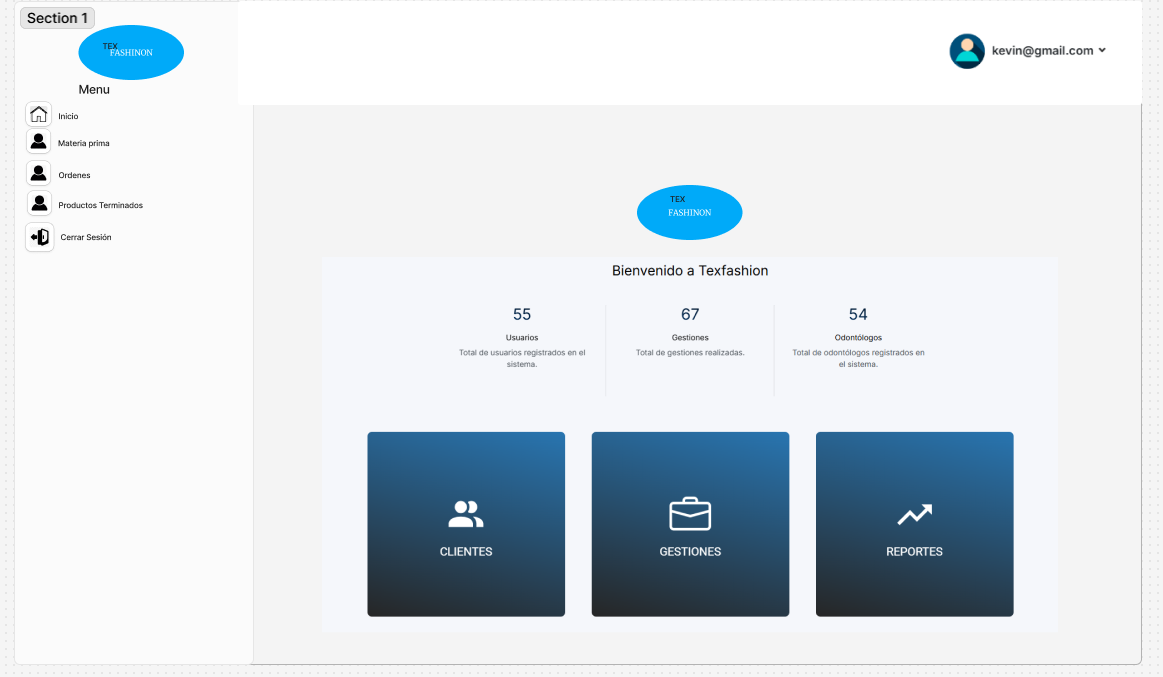 Section 1
TEX
FASHINON
Menu
Inicio
Materia prima
Ordenes
Productos Terminados
Cerrar Sesión
kevin@gmail.com
TEX
FASHINON
Bienvenido a Texfashion
55
Usuarios
Total de usuarios registrados en el
sistema.
67
Gestiones
Total de gestiones realizadas.
54
Odontólogos
Total de odontólogos registrados en
el sistema.
CLIENTES
GESTIONES
REPORTES